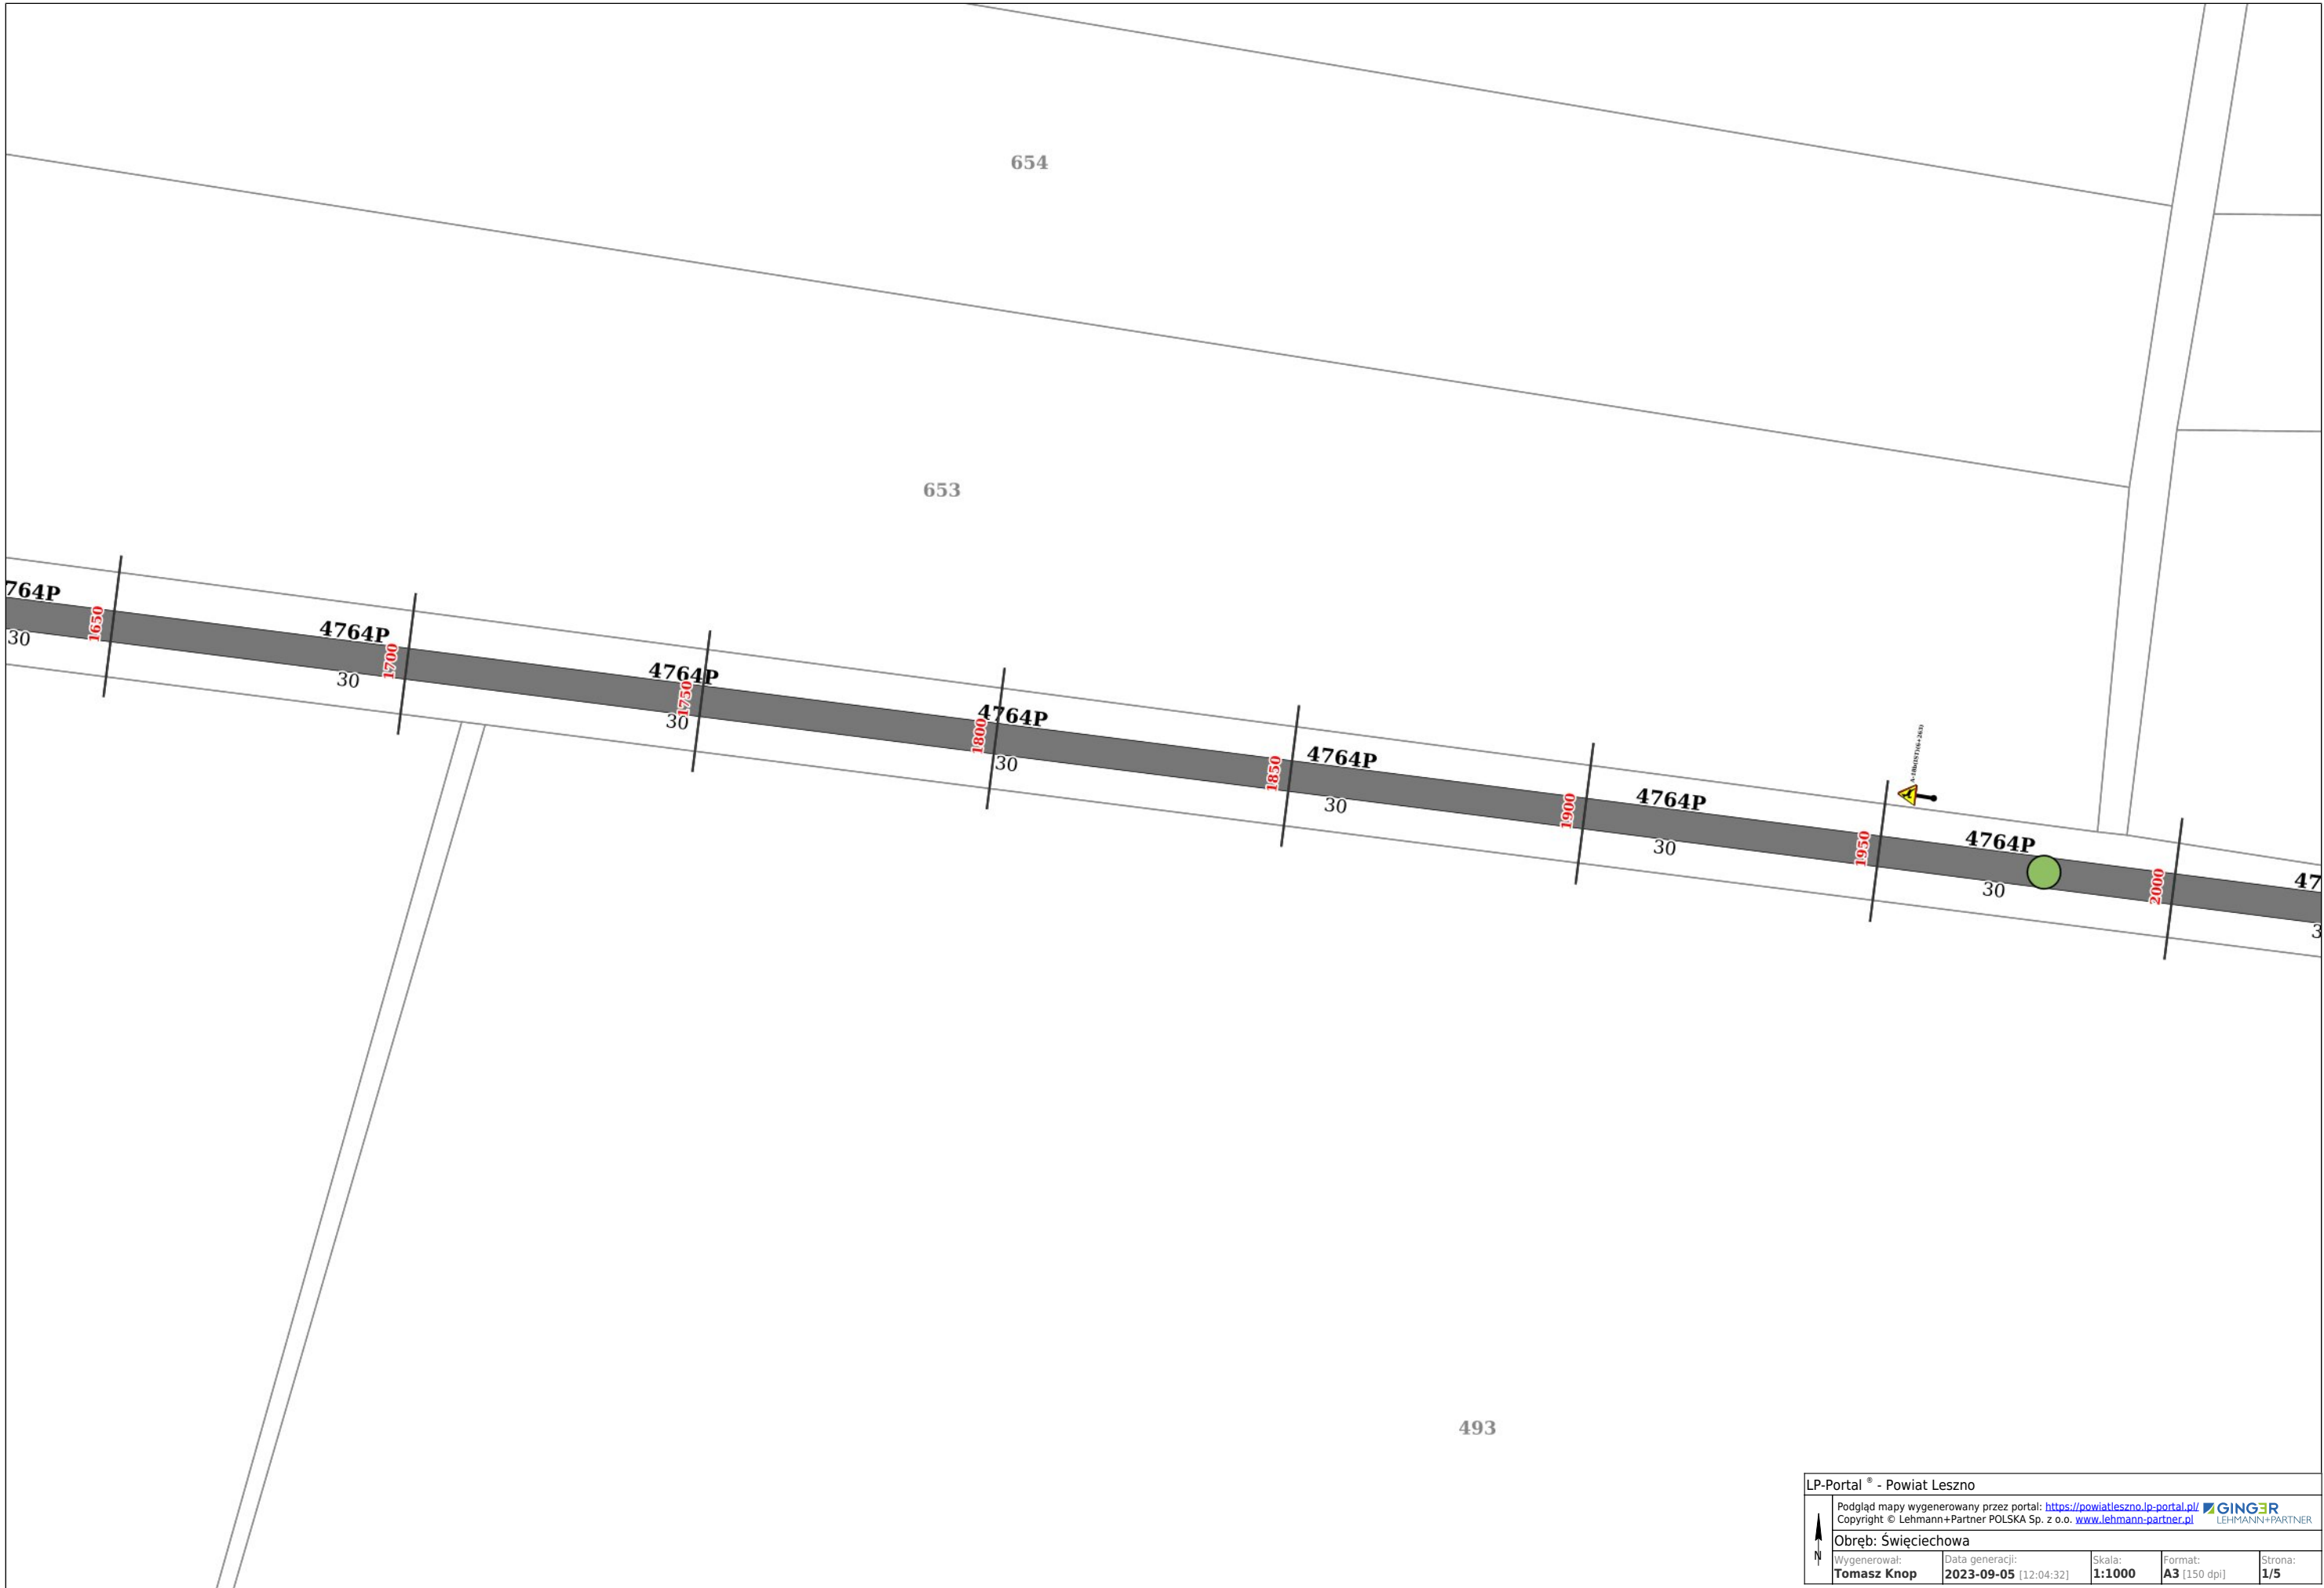 654
653
764P
30
1650
4764P
30
1700
4764P
30
1750
4764P
30
1800
4764P
30
1850
4764P
30
1900
4764P
30
1950
4764P
30
2000
47
3
493
LP-Portal ® - Powiat Leszno
Podgląd mapy wygenerowany przez portal: https://powiatleszno.lp-portal.pl/
GINGER
Copyright © Lehmann+Partner POLSKA Sp. z o.o. www.lehmann-partner.pl
LEHMANN+PARTNER
N
Obręb: Święciechowa
Wygenerował: Data generacji: Skala: Format: Strona:
Tomasz Knop 2023-09-05 [12:04:32] 1:1000 A3 [150 dpi] 1/5